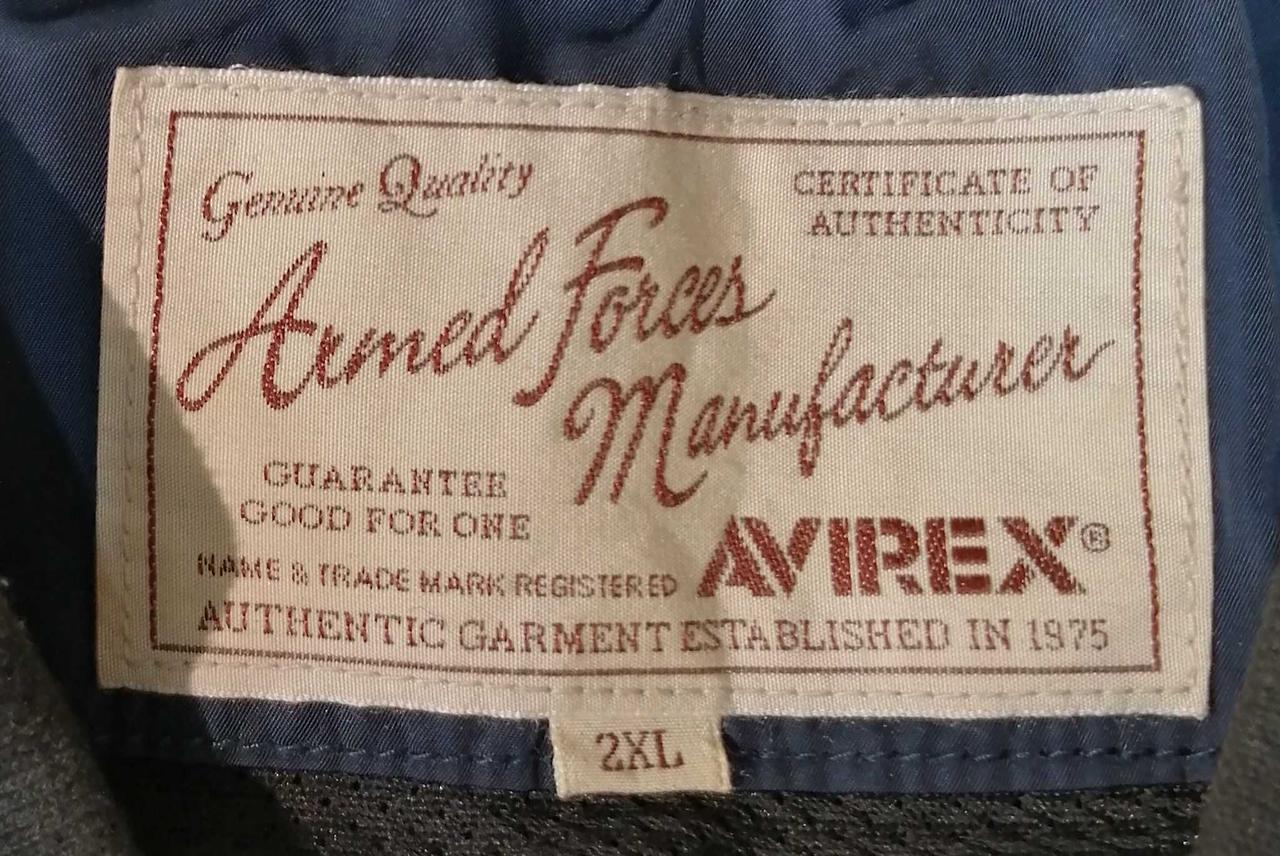 Genuine Quality
CERTIFICATE OF
AUTHENTICITY
Armed Forces
Manufacturer
GUARANTEE
GOOD FOR ONE
NAME & TRADE MARK REGISTERED
AVIREX®
AUTHENTIC GARMENT ESTABLISHED IN 1975
2XL